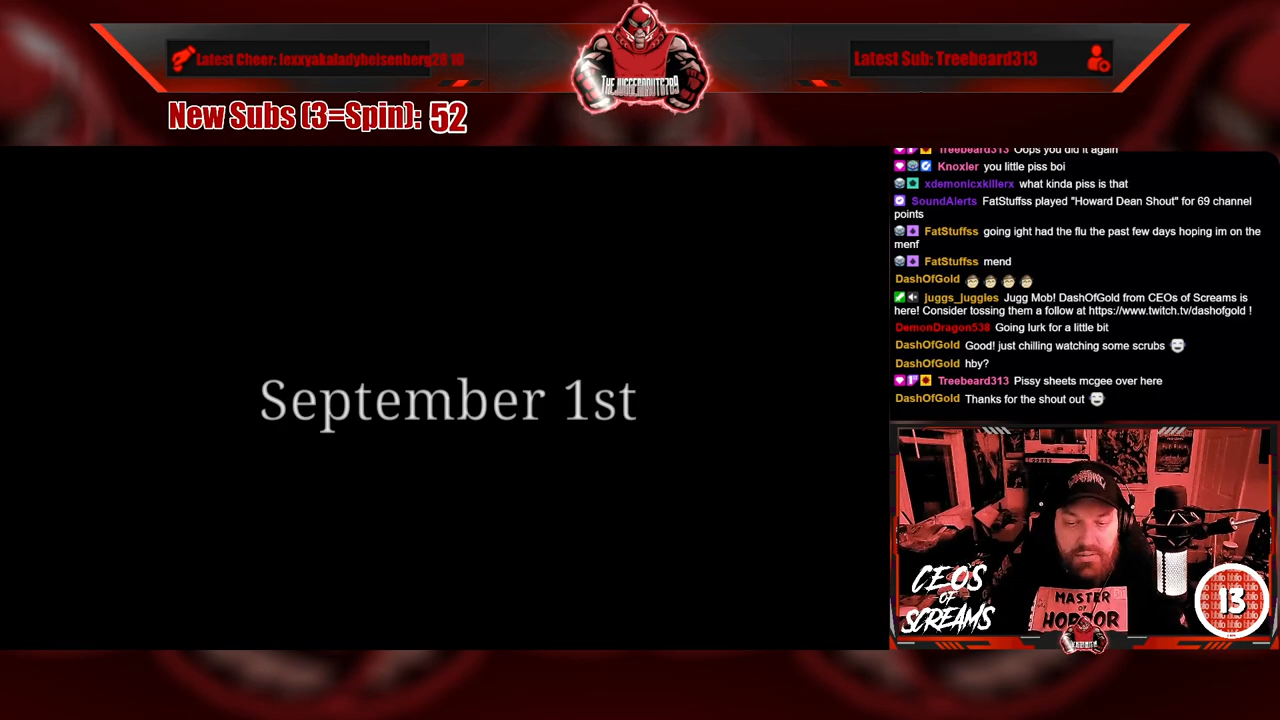 Latest Cheer: lexxyakaladyheisenberg28 10
THEJUGGERNAUT6789
Latest Sub: Treebeard313
New Subs (3=Spin): 52
Treebeard313 Oops you did it again
Knoxler you little piss boi
xdemonicxkillerx what kinda piss is that
SoundAlerts FatStuffss played "Howard Dean Shout" for 69 channel
points
FatStuffss going ight had the flu the past few days hoping im on the
menf
FatStuffss mend
DashOfGold
juggs_juggles Jugg Mob! DashOfGold from CEOs of Screams is
here! Consider tossing them a follow at https://www.twitch.tv/dashofgold !
DemonDragon538 Going lurk for a little bit
DashOfGold Good! just chilling watching some scrubs
DashOfGold hby?
Treebeard313 Pissy sheets mcgee over here
DashOfGold Thanks for the shout out
September 1st
CEOS
OF
SCREAMS
MASTER
OF
HORROR
13